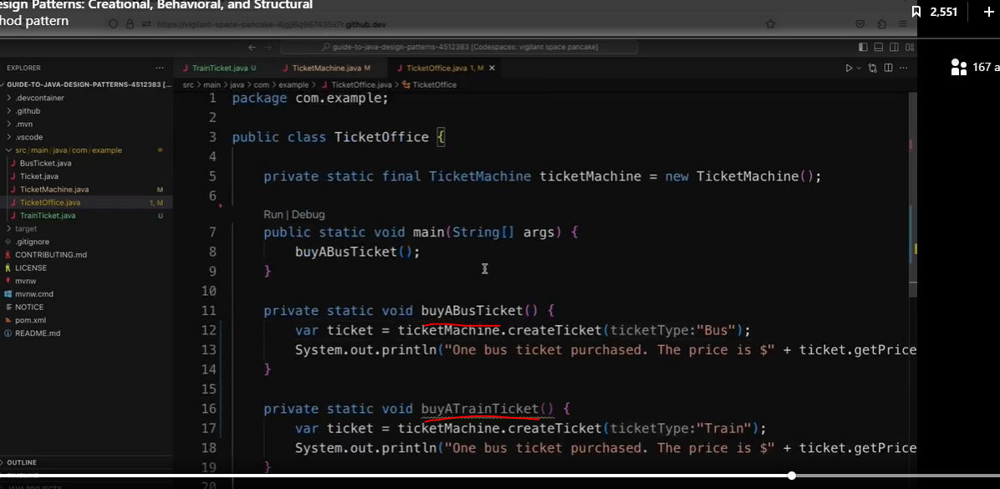 esign Patterns: Creational, Behavioral, and Structural
hod pattern
2,551
167 a
https://vigilant-space-pancake-4jgjj6q967435x7r.github.dev
guide-to-java-design-patterns-4512383 [Codespaces: vigilant space pancake]
EXPLORER
GUIDE-TO-JAVA-DESIGN-PATTERNS-4512383 [...
.devcontainer
.github
.mvn
.vscode
src/main/java/com/example
BusTicket.java
Ticket.java
TicketMachine.java M
TicketOffice.java 1, M
TrainTicket.java U
target
.gitignore
CONTRIBUTING.md
LICENSE
mvnw
mvnw.cmd
NOTICE
pom.xml
README.md
OUTLINE
TIMELINE
JAVA PROJECTS
TrainTicket.java U
TicketMachine.java M
TicketOffice.java 1, M
src > main > java > com > example > TicketOffice.java > TicketOffice
1 package com.example;
2
3 public class TicketOffice {
4
5 private static final TicketMachine ticketMachine = new TicketMachine();
6
Run | Debug
7 public static void main(String[] args) {
8 buyABusTicket();
9 }
10
11 private static void buyABusTicket() {
12 var ticket = ticketMachine.createTicket(ticketType:"Bus");
13 System.out.println("One bus ticket purchased. The price is $" + ticket.getPrice
14 }
15
16 private static void buyATrainTicket() {
17 var ticket = ticketMachine.createTicket(ticketType:"Train");
18 System.out.println("One bus ticket purchased. The price is $" + ticket.getPrice
19 }
20